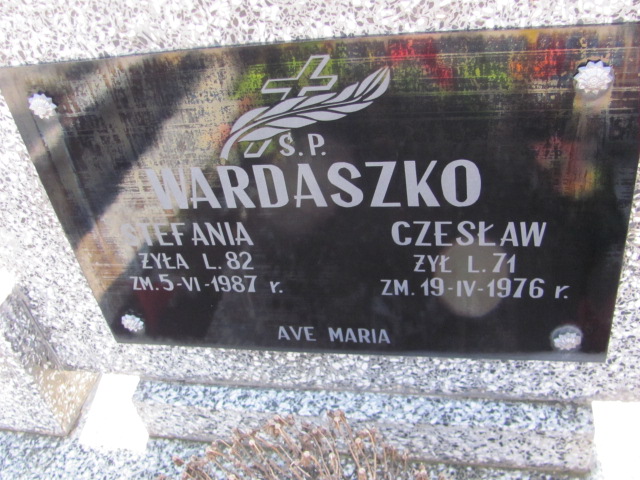 Ś.P.
WARDASZKO
STEFANIA
ŻYŁA L. 82
ZM. 5-VI-1987 r.
CZESŁAW
ŻYŁ L. 71
ZM. 19-IV-1976 r.
AVE MARIA